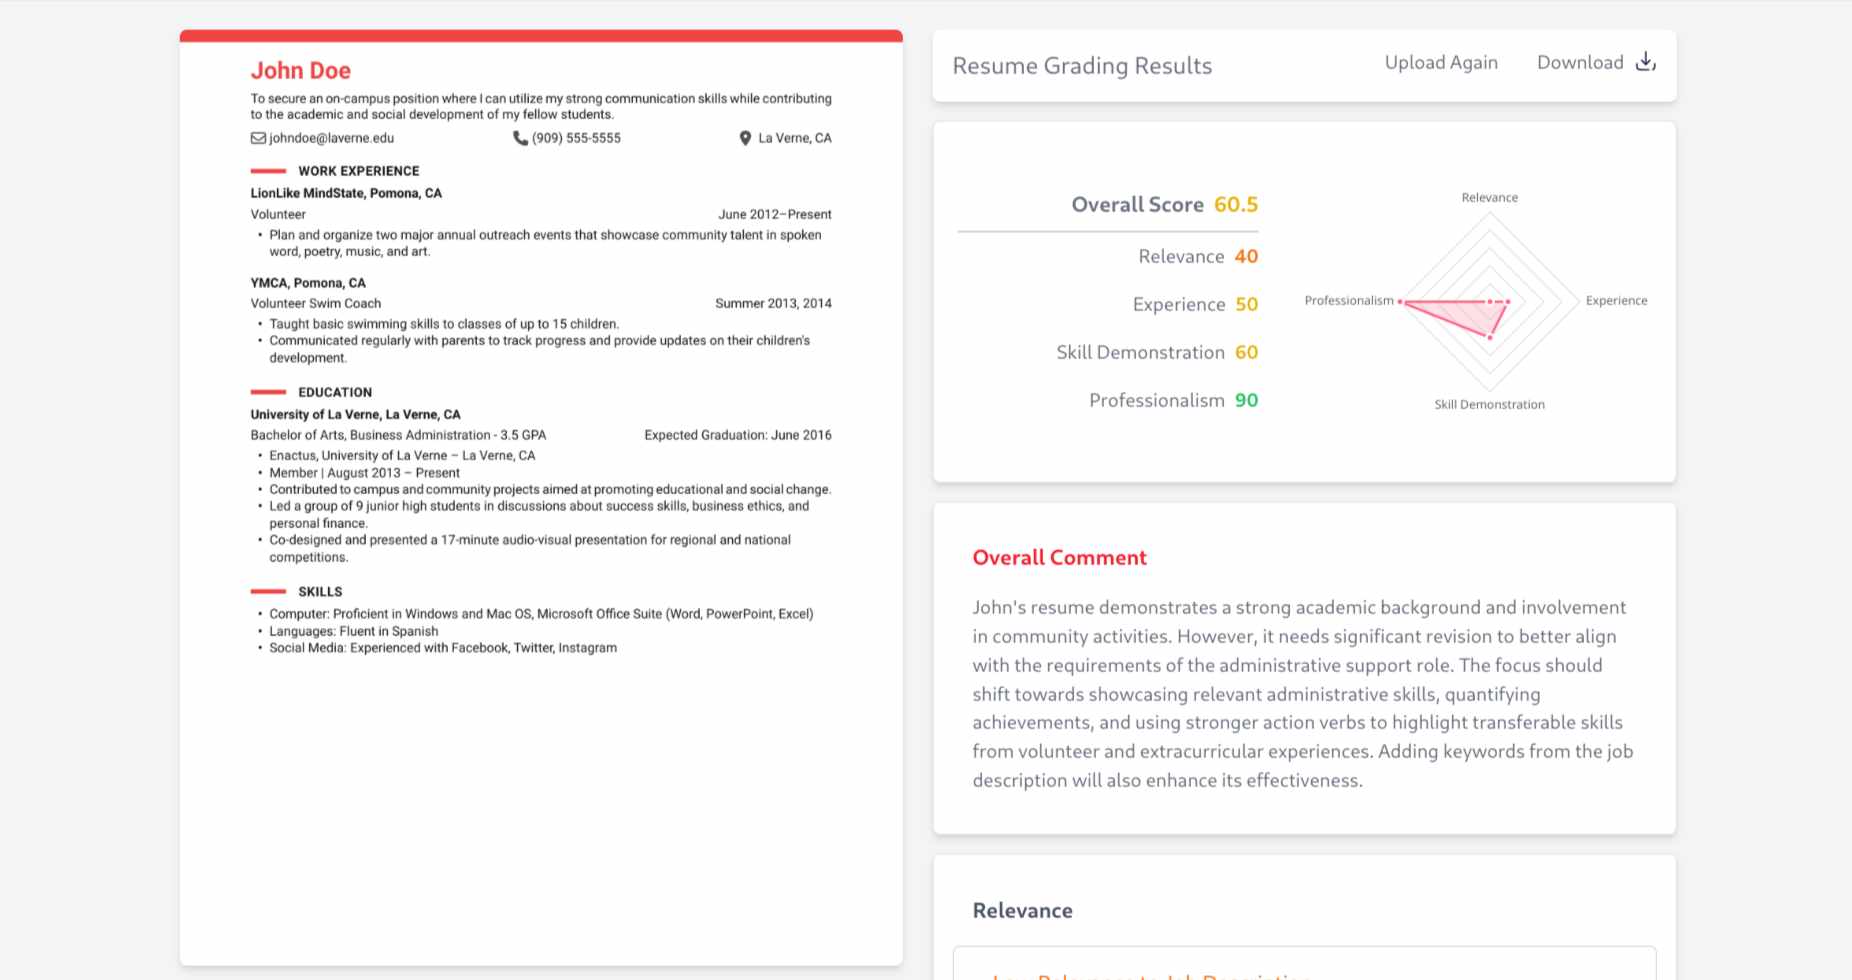 John Doe
To secure an on-campus position where I can utilize my strong communication skills while contributing
to the academic and social development of my fellow students.
johndoe@laverne.edu (909) 555-5555 La Verne, CA
WORK EXPERIENCE
LionLike MindState, Pomona, CA
Volunteer June 2012–Present
• Plan and organize two major annual outreach events that showcase community talent in spoken
word, poetry, music, and art.
YMCA, Pomona, CA
Volunteer Swim Coach Summer 2013, 2014
• Taught basic swimming skills to classes of up to 15 children.
• Communicated regularly with parents to track progress and provide updates on their children's
development.
EDUCATION
University of La Verne, La Verne, CA
Bachelor of Arts, Business Administration - 3.5 GPA Expected Graduation: June 2016
• Enactus, University of La Verne – La Verne, CA
• Member | August 2013 – Present
• Contributed to campus and community projects aimed at promoting educational and social change.
• Led a group of 9 junior high students in discussions about success skills, business ethics, and
personal finance.
• Co-designed and presented a 17-minute audio-visual presentation for regional and national
competitions.
SKILLS
• Computer: Proficient in Windows and Mac OS, Microsoft Office Suite (Word, PowerPoint, Excel)
• Languages: Fluent in Spanish
• Social Media: Experienced with Facebook, Twitter, Instagram
Resume Grading Results Upload Again Download
Overall Score 60.5
Relevance 40
Experience 50
Skill Demonstration 60
Professionalism 90
Relevance
Professionalism Experience
Skill Demonstration
Overall Comment
John's resume demonstrates a strong academic background and involvement
in community activities. However, it needs significant revision to better align
with the requirements of the administrative support role. The focus should
shift towards showcasing relevant administrative skills, quantifying
achievements, and using stronger action verbs to highlight transferable skills
from volunteer and extracurricular experiences. Adding keywords from the job
description will also enhance its effectiveness.
Relevance
Low Relevance to Job Description